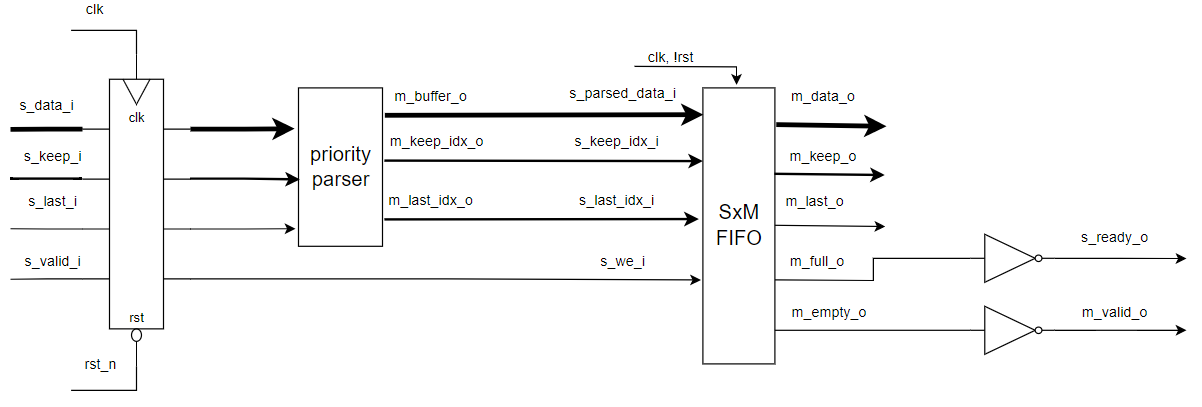 clk
clk, !rst
s_data_i
clk
m_buffer_o
s_parsed_data_i
m_data_o
s_keep_i
priority
parser
m_keep_idx_o
s_keep_idx_i
m_keep_o
s_last_i
m_last_idx_o
s_last_idx_i
SxM
FIFO
m_last_o
s_valid_i
s_we_i
m_full_o
s_ready_o
rst
m_empty_o
m_valid_o
rst_n